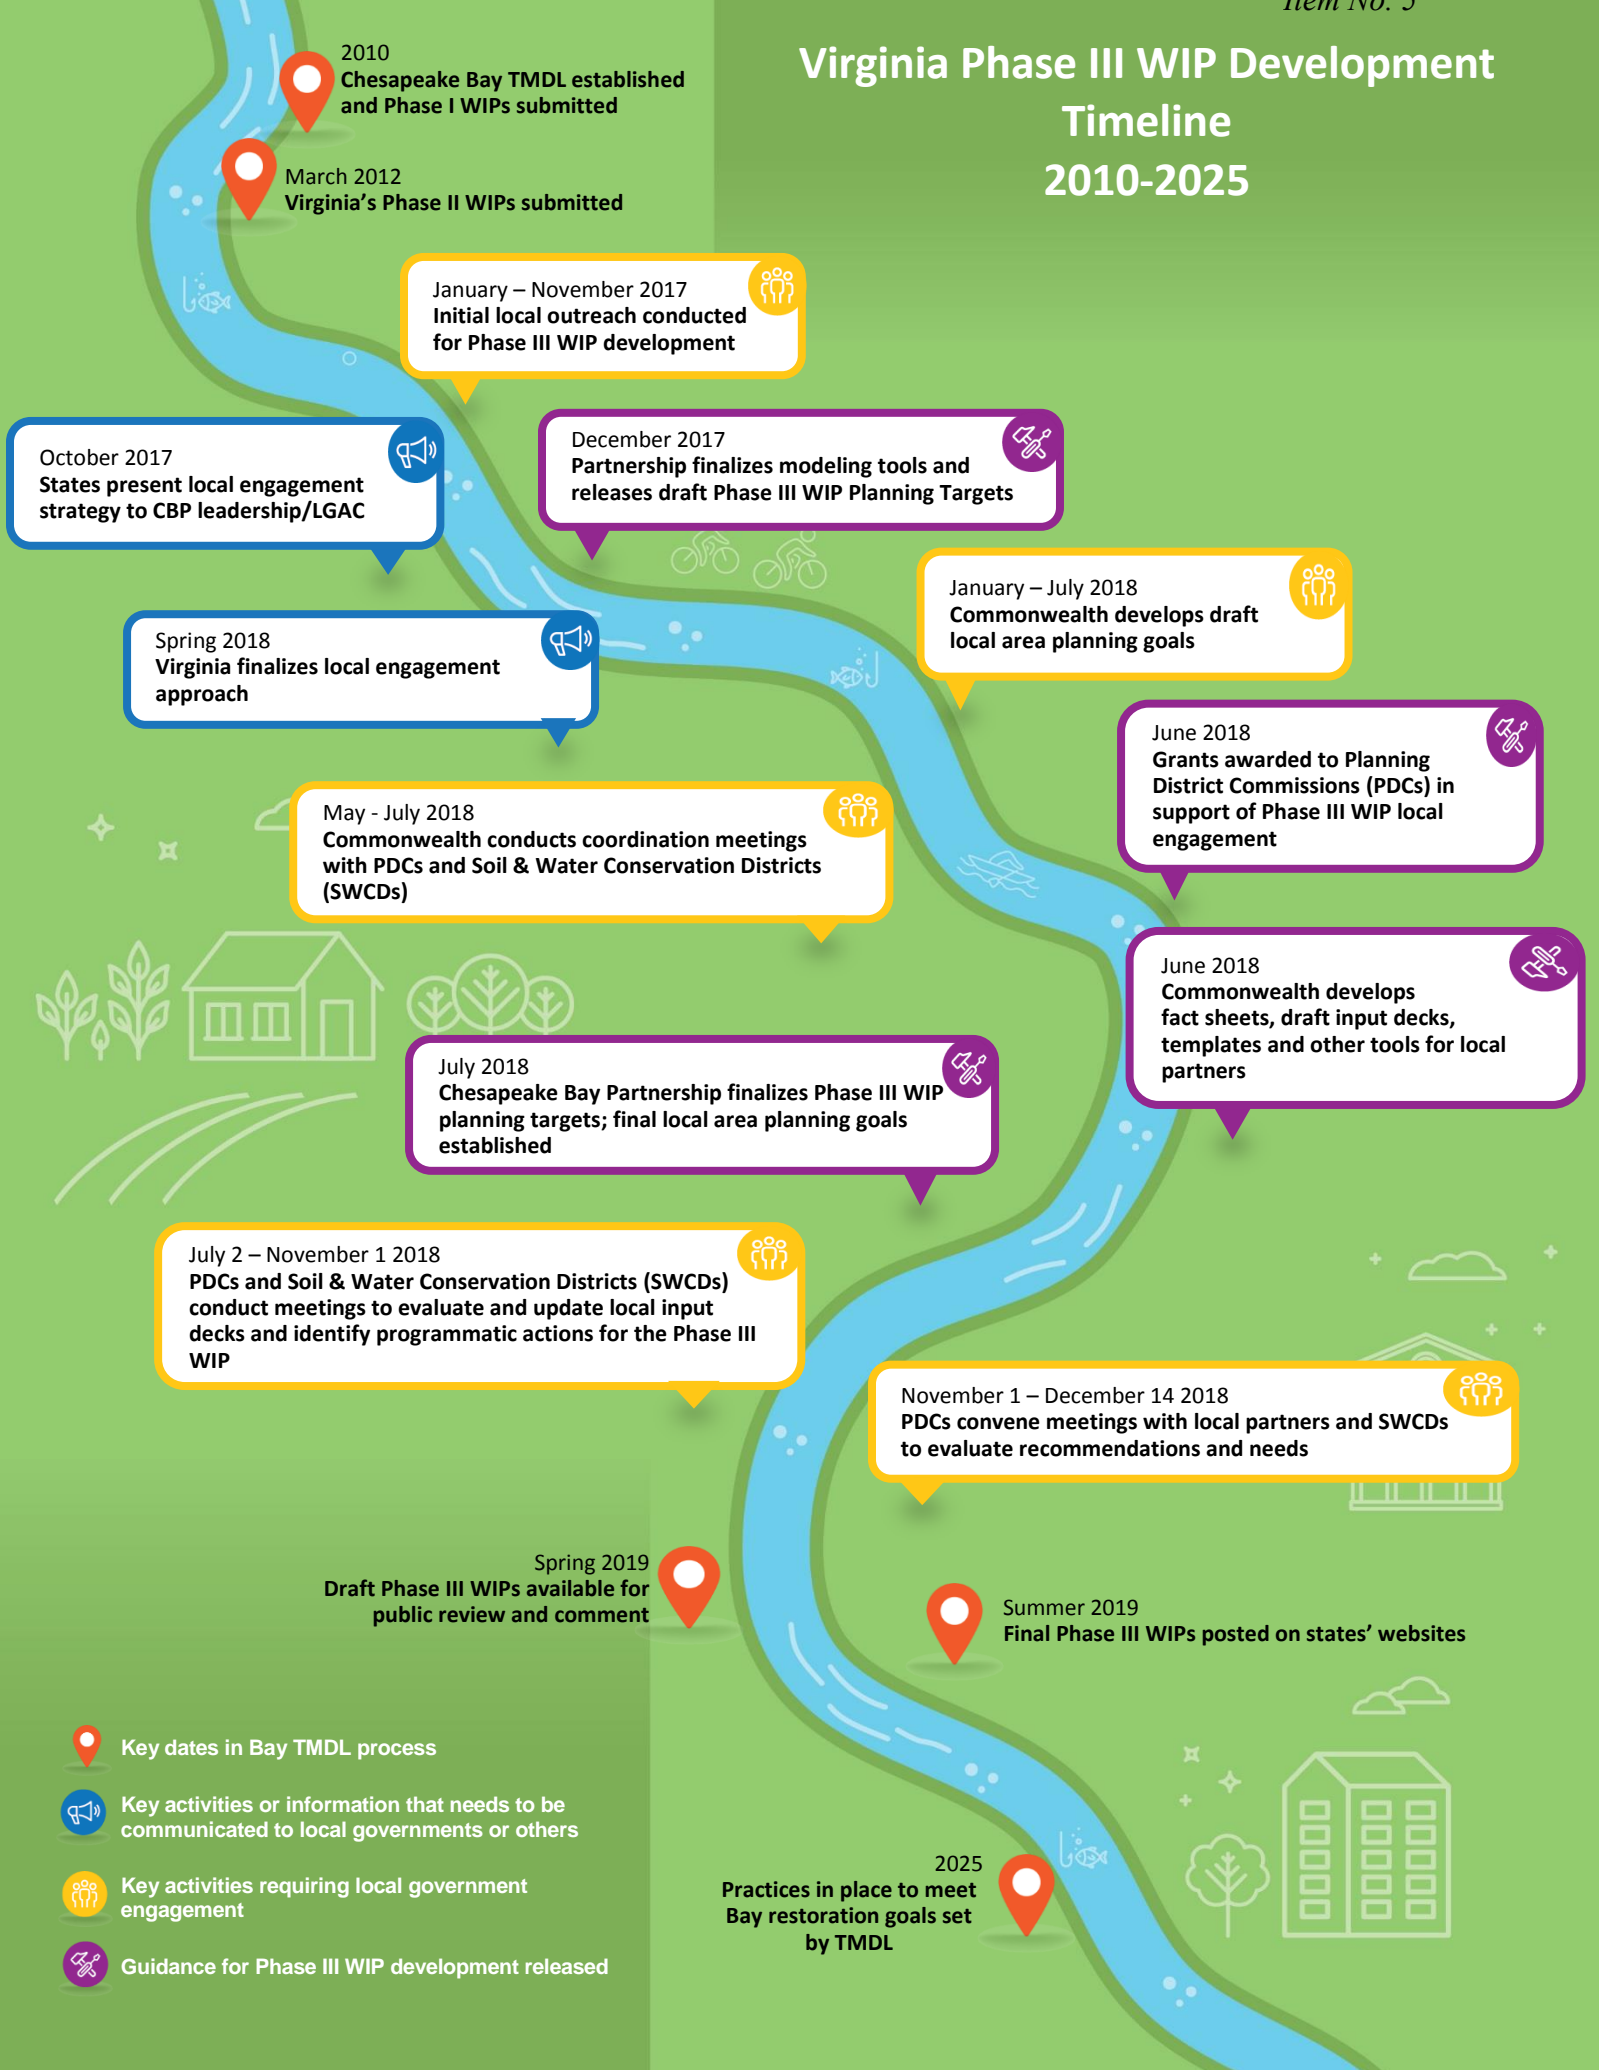 Item No. 5
Virginia Phase III WIP Development
Timeline
2010-2025
2010
Chesapeake Bay TMDL established
and Phase I WIPs submitted
March 2012
Virginia’s Phase II WIPs submitted
January – November 2017
Initial local outreach conducted
for Phase III WIP development
October 2017
States present local engagement
strategy to CBP leadership/LGAC
December 2017
Partnership finalizes modeling tools and
releases draft Phase III WIP Planning Targets
January – July 2018
Commonwealth develops draft
local area planning goals
Spring 2018
Virginia finalizes local engagement
approach
June 2018
Grants awarded to Planning
District Commissions (PDCs) in
support of Phase III WIP local
engagement
May - July 2018
Commonwealth conducts coordination meetings
with PDCs and Soil & Water Conservation Districts
(SWCDs)
June 2018
Commonwealth develops
fact sheets, draft input decks,
templates and other tools for local
partners
July 2018
Chesapeake Bay Partnership finalizes Phase III WIP
planning targets; final local area planning goals
established
July 2 – November 1 2018
PDCs and Soil & Water Conservation Districts (SWCDs)
conduct meetings to evaluate and update local input
decks and identify programmatic actions for the Phase III
WIP
November 1 – December 14 2018
PDCs convene meetings with local partners and SWCDs
to evaluate recommendations and needs
Spring 2019
Draft Phase III WIPs available for
public review and comment
Summer 2019
Final Phase III WIPs posted on states’ websites
Key dates in Bay TMDL process
Key activities or information that needs to be
communicated to local governments or others
Key activities requiring local government
engagement
Guidance for Phase III WIP development released
2025
Practices in place to meet
Bay restoration goals set
by TMDL